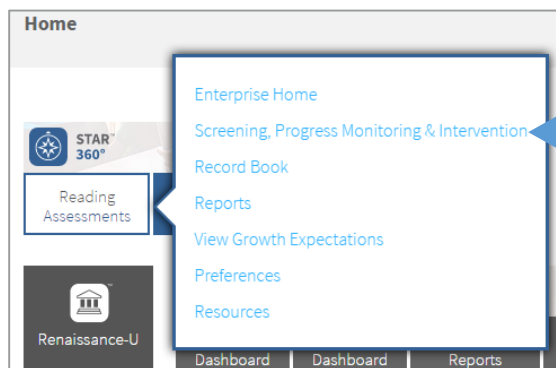 Home
Enterprise Home
Screening, Progress Monitoring & Intervention
STAR™
360°
Record Book
Reading
Assessments
Reports
View Growth Expectations
Preferences
Resources
Renaissance-U
Dashboard
Dashboard
Reports